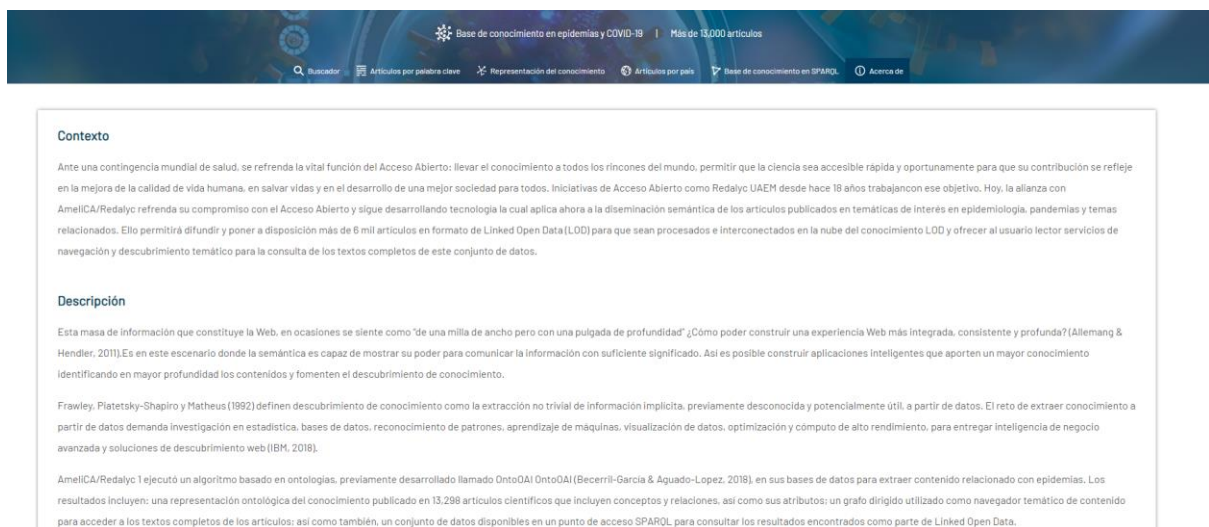 Base de conocimiento en epidemias y COVID-19 | Más de 13,000 artículos
Buscador Artículos por palabra clave Representación del conocimiento Artículos por país Base de conocimiento en SPARQL Acerca de
Contexto
Ante una contingencia mundial de salud, se refrenda la vital función del Acceso Abierto: llevar el conocimiento a todos los rincones del mundo, permitir que la ciencia sea accesible rápida y oportunamente para que su contribución se refleje
en la mejora de la calidad de vida humana, en salvar vidas y en el desarrollo de una mejor sociedad para todos. Iniciativas de Acceso Abierto como Redalyc UAEM desde hace 18 años trabajancon ese objetivo. Hoy, la alianza con
AmeliCA/Redalyc refrenda su compromiso con el Acceso Abierto y sigue desarrollando tecnología la cual aplica ahora a la diseminación semántica de los artículos publicados en temáticas de interés en epidemiología, pandemias y temas
relacionados. Ello permitirá difundir y poner a disposición más de 6 mil artículos en formato de Linked Open Data (LOD) para que sean procesados e interconectados en la nube del conocimiento LOD y ofrecer al usuario lector servicios de
navegación y descubrimiento temático para la consulta de los textos completos de este conjunto de datos.
Descripción
Esta masa de información que constituye la Web, en ocasiones se siente como "de una milla de ancho pero con una pulgada de profundidad" ¿Cómo poder construir una experiencia Web más integrada, consistente y profunda? (Allemang &
Hendler, 2011).Es en este escenario donde la semántica es capaz de mostrar su poder para comunicar la información con suficiente significado. Así es posible construir aplicaciones inteligentes que aporten un mayor conocimiento
identificando en mayor profundidad los contenidos y fomenten el descubrimiento de conocimiento.
Frawley, Piatetsky-Shapiro y Matheus (1992) definen descubrimiento de conocimiento como la extracción no trivial de información implícita, previamente desconocida y potencialmente útil, a partir de datos. El reto de extraer conocimiento a
partir de datos demanda investigación en estadística, bases de datos, reconocimiento de patrones, aprendizaje de máquinas, visualización de datos, optimización y cómputo de alto rendimiento, para entregar inteligencia de negocio
avanzada y soluciones de descubrimiento web (IBM, 2018).
AmeliCA/Redalyc 1 ejecutó un algoritmo basado en ontologías, previamente desarrollado llamado OntoOAI OntoOAI (Becerril-García & Aguado-Lopez, 2018), en sus bases de datos para extraer contenido relacionado con epidemias. Los
resultados incluyen: una representación ontológica del conocimiento publicado en 13,298 artículos científicos que incluyen conceptos y relaciones, así como sus atributos; un grafo dirigido utilizado como navegador temático de contenido
para acceder a los textos completos de los artículos; así como también, un conjunto de datos disponibles en un punto de acceso SPARQL para consultar los resultados encontrados como parte de Linked Open Data.